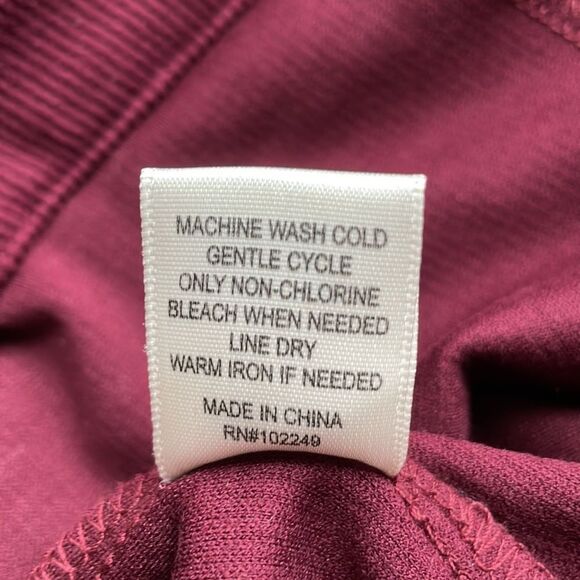 MACHINE WASH COLD
GENTLE CYCLE
ONLY NON-CHLORINE
BLEACH WHEN NEEDED
LINE DRY
WARM IRON IF NEEDED
MADE IN CHINA
RN#102249